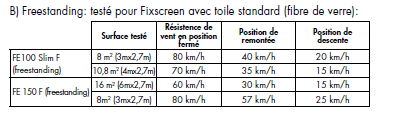 B) Freestanding: testé pour Fixscreen avec toile standard (fibre de verre):
Surface testé Résistence de vent en position fermé Position de remontée Position de descente
FE100 Slim F (freestanding) 8 m² (3mx2,7m) 80 km/h 40 km/h 20 km/h
10,8 m² (4mx2,7m) 70 km/h 35 km/h 15 km/h
FE 150 F (freestanding) 16 m² (6mx2,7m) 60 km/h 30 km/h 15 km/h
8m² (3mx2,7m) 80 km/h 57 km/h 25 km/h